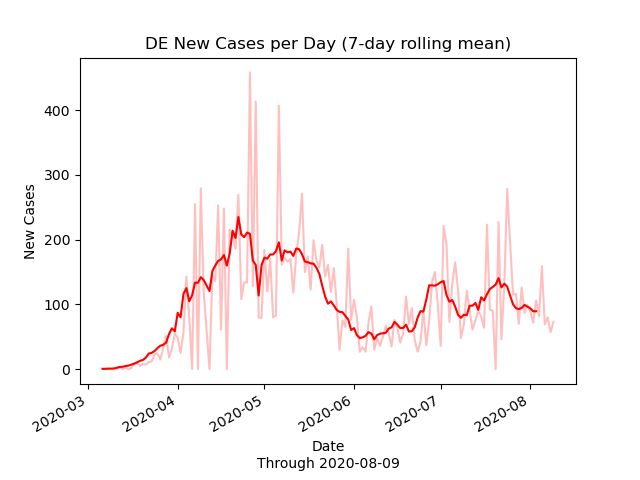 DE New Cases per Day (7-day rolling mean)
New Cases
400
300
200
100
0
2020-03
2020-04
2020-05
2020-06
2020-07
2020-08
Date
Through 2020-08-09